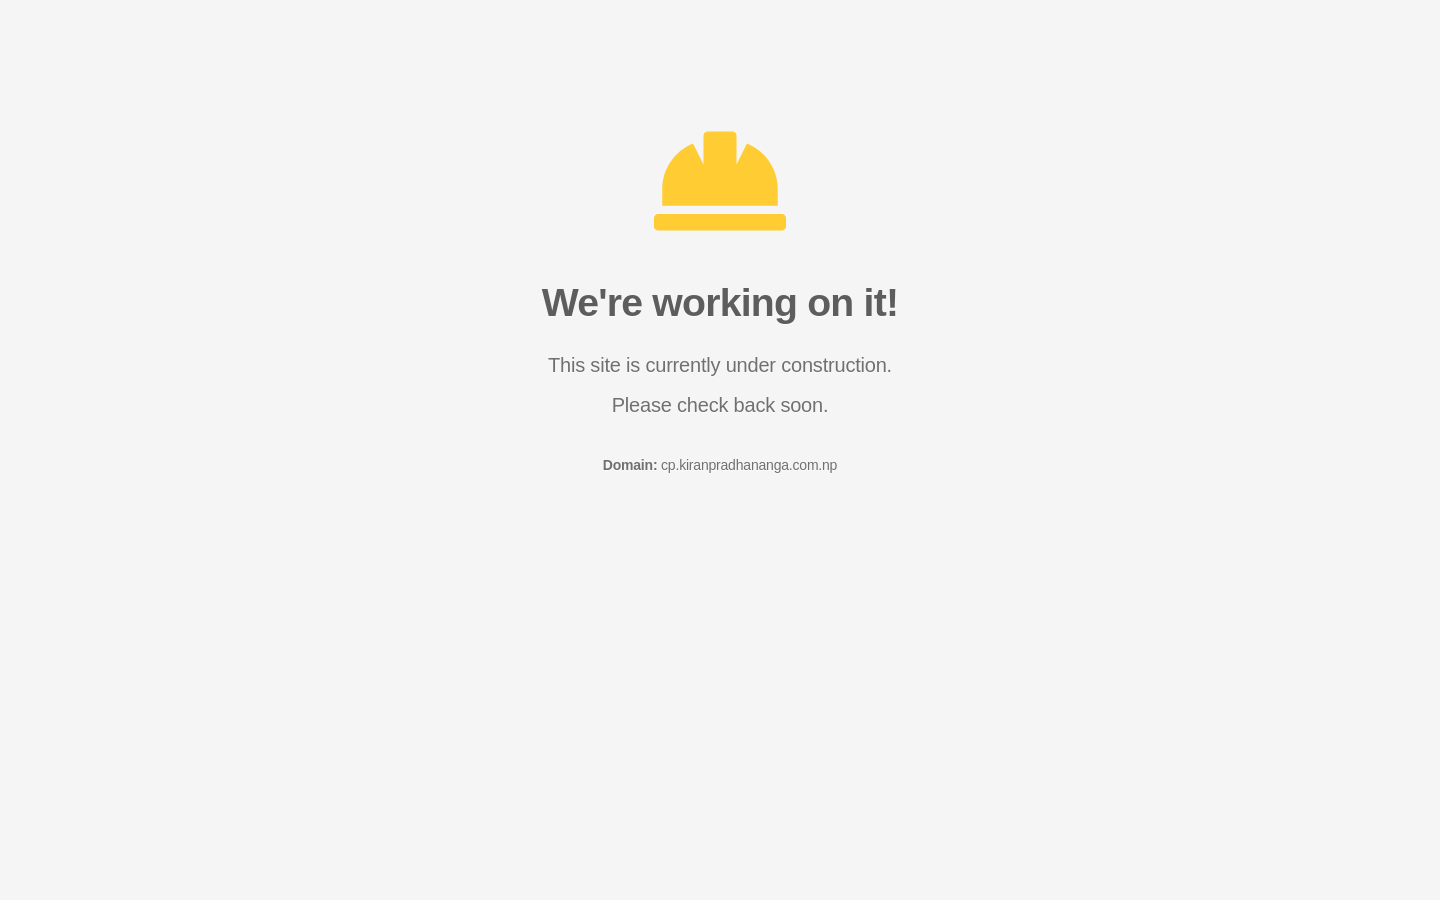 We're working on it!
This site is currently under construction.
Please check back soon.
Domain: cp.kiranpradhananga.com.np